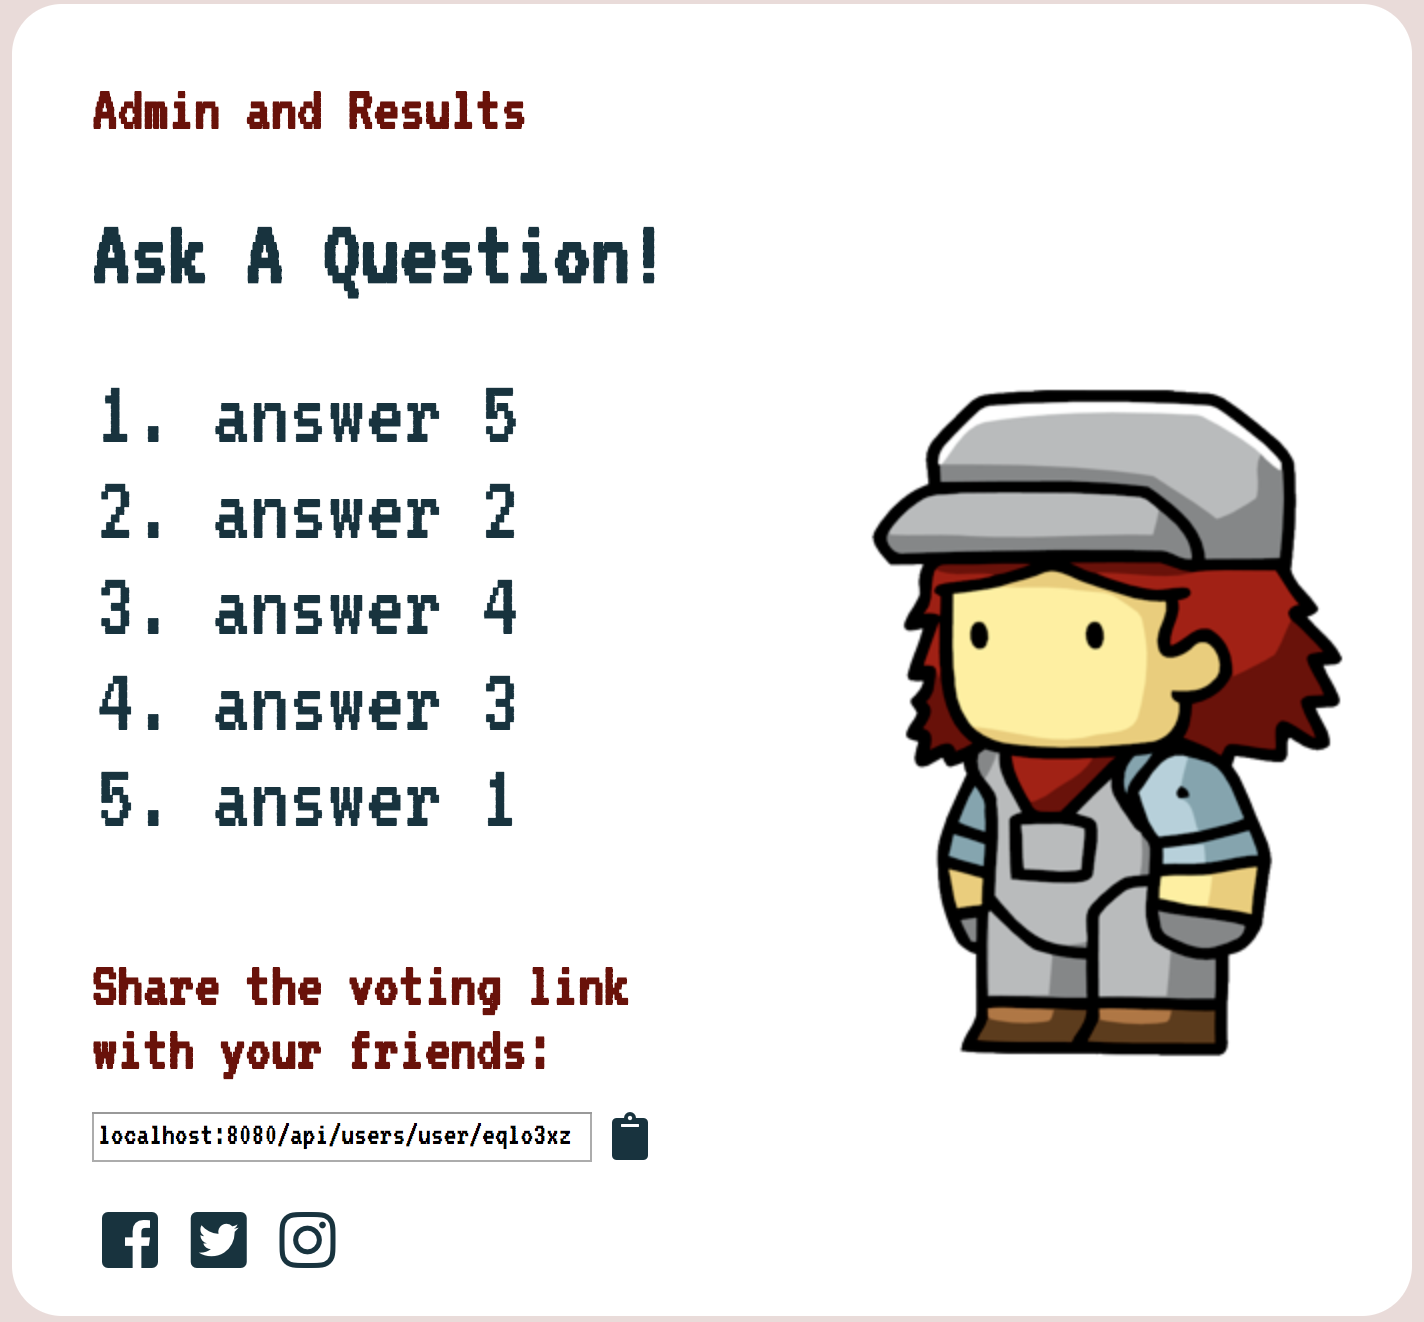 Admin and Results
Ask A Question!
1. answer 5
2. answer 2
3. answer 4
4. answer 3
5. answer 1
Share the voting link
with your friends:
localhost:8080/api/users/user/eqlo3xz